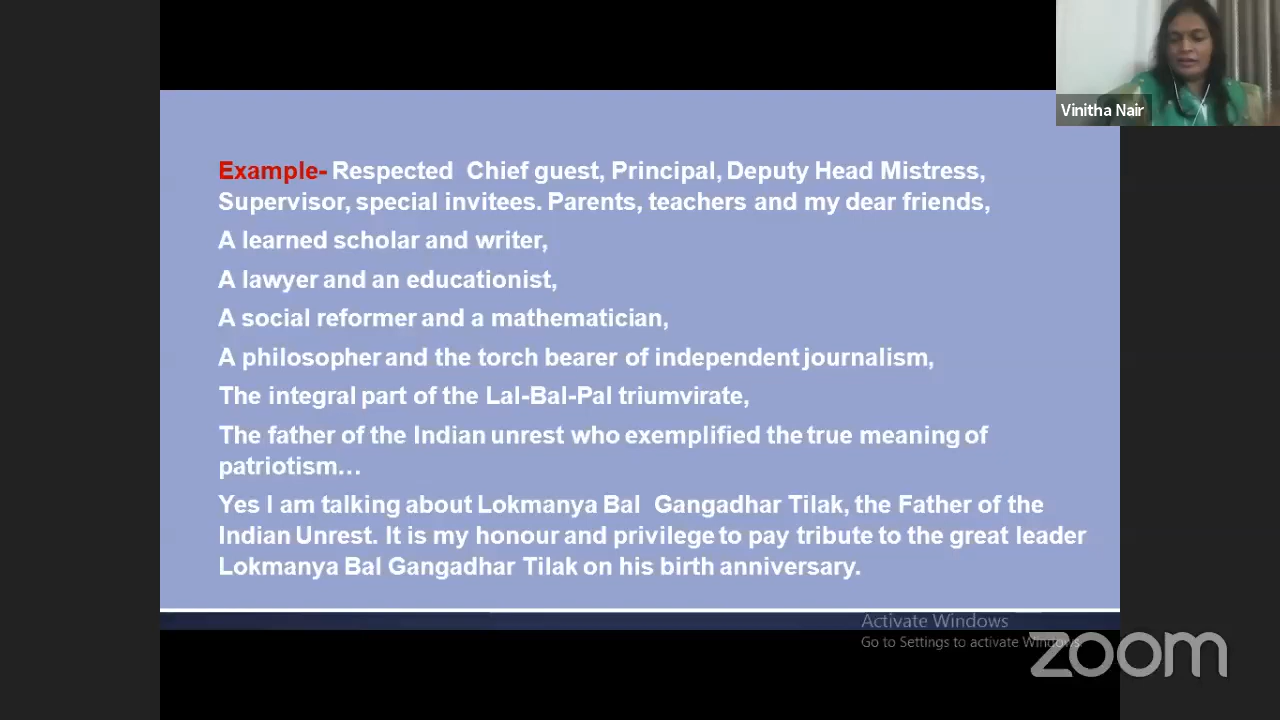 Vinitha Nair
Example- Respected Chief guest, Principal, Deputy Head Mistress,
Supervisor, special invitees. Parents, teachers and my dear friends,
A learned scholar and writer,
A lawyer and an educationist,
A social reformer and a mathematician,
A philosopher and the torch bearer of independent journalism,
The integral part of the Lal-Bal-Pal triumvirate,
The father of the Indian unrest who exemplified the true meaning of
patriotism…
Yes I am talking about Lokmanya Bal Gangadhar Tilak, the Father of the
Indian Unrest. It is my honour and privilege to pay tribute to the great leader
Lokmanya Bal Gangadhar Tilak on his birth anniversary.
Activate Windows
Go to Settings to activate Windows.
zoom